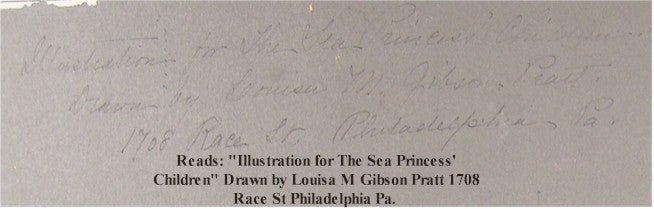 Illustration for The Sea Princess' Children
Drawn by Louisa M. Gibson Pratt.
1708 Race St. Philadelphia Pa.
Reads: "Illustration for The Sea Princess'
Children" Drawn by Louisa M Gibson Pratt 1708
Race St Philadelphia Pa.